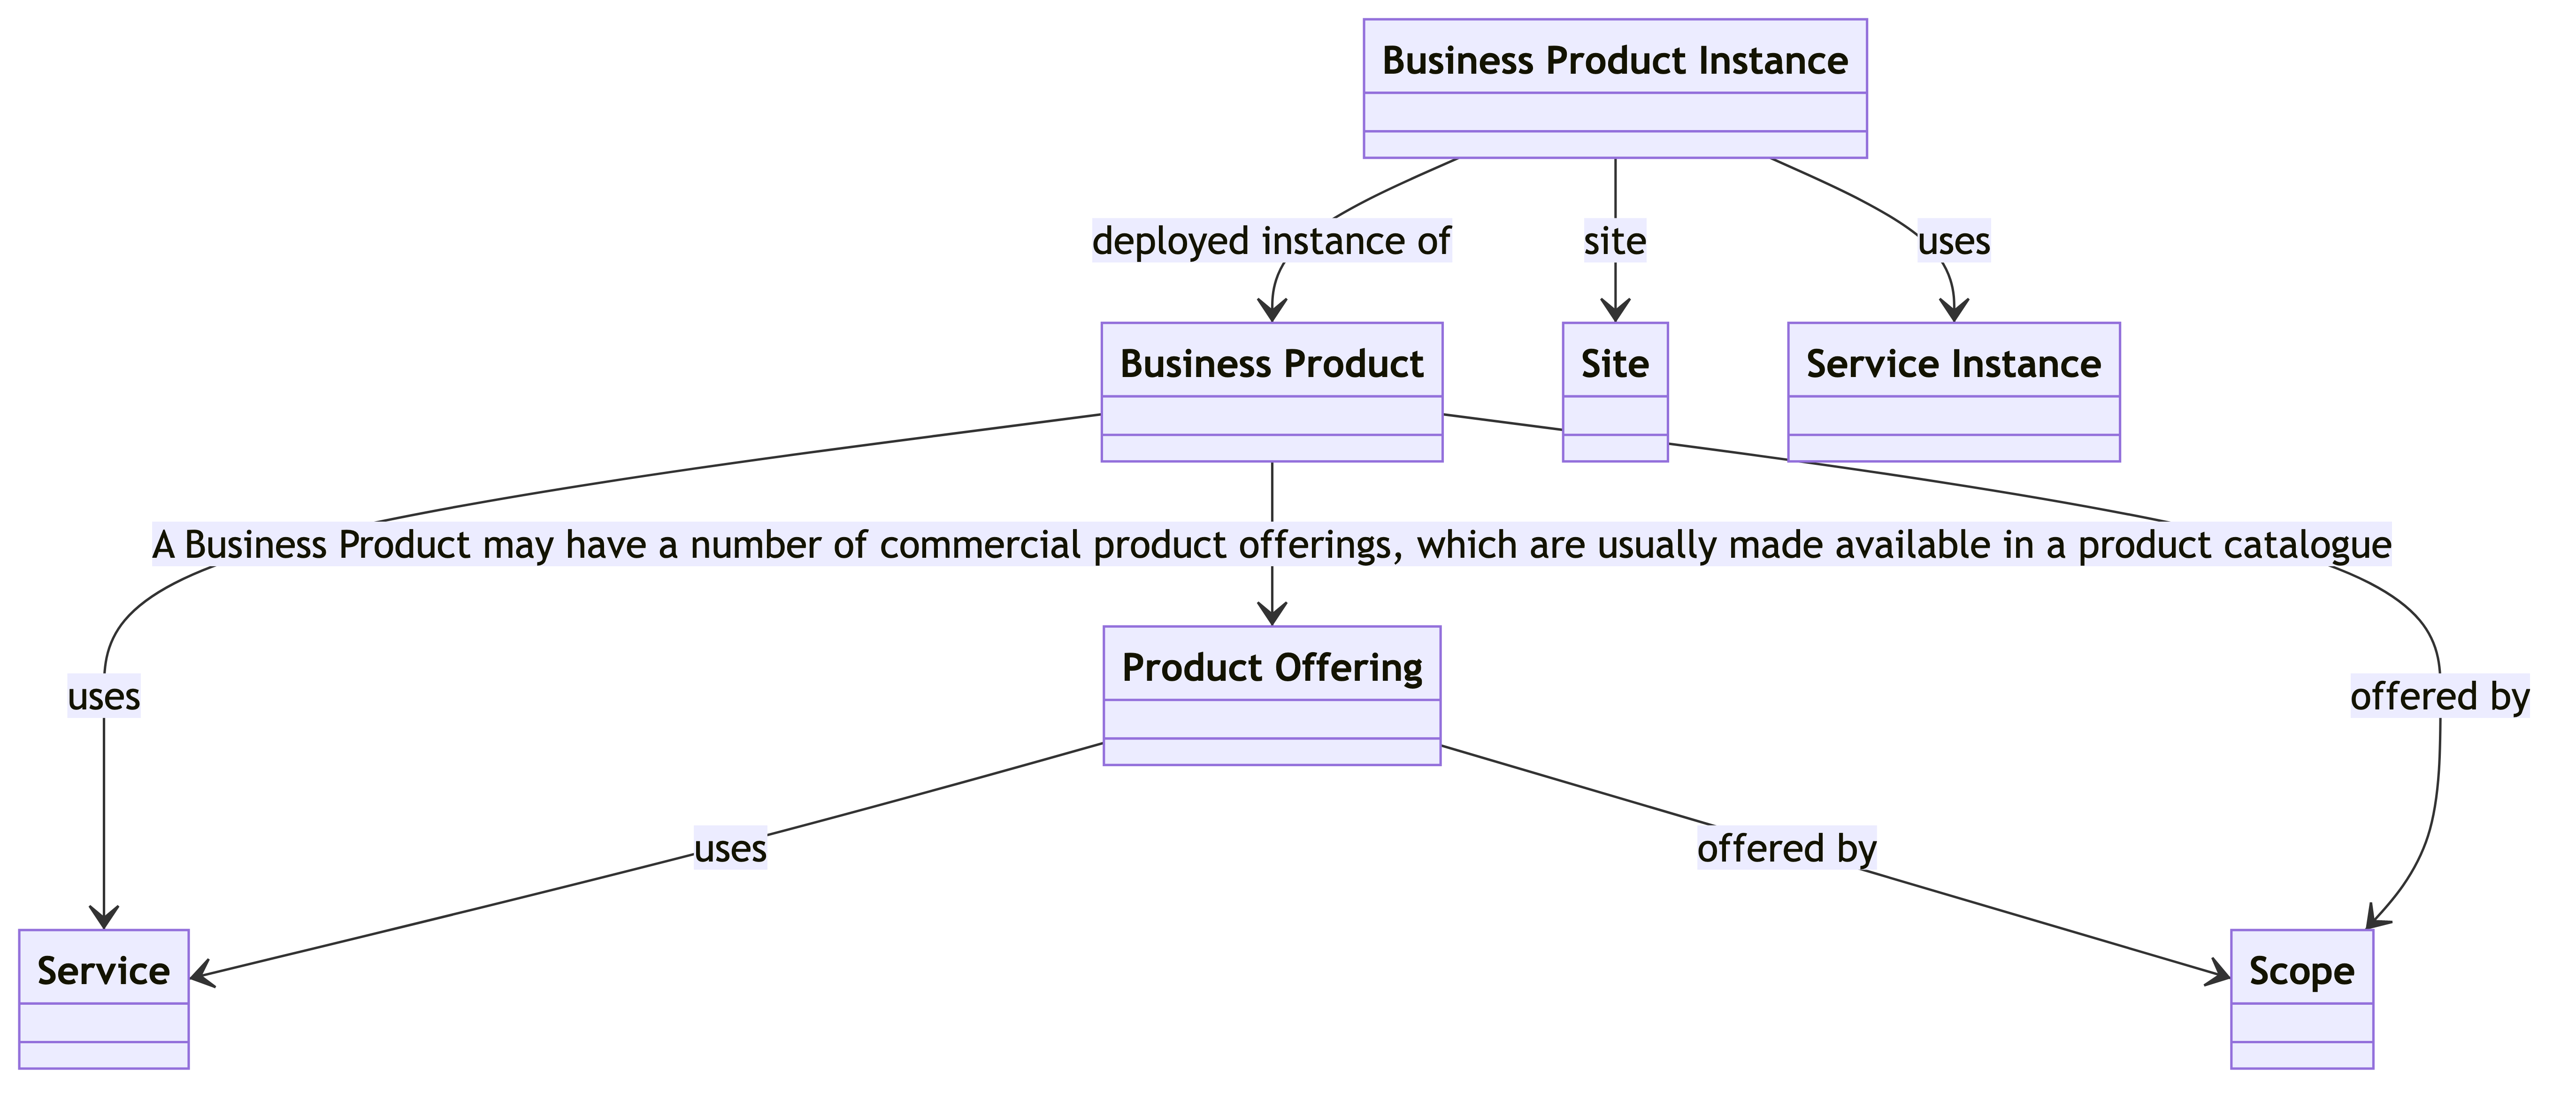 Business Product Instance
deployed instance of
site
uses
Business Product
Site
Service Instance
A Business Product may have a number of commercial product offerings, which are usually made available in a product catalogue
Product Offering
uses
offered by
uses
offered by
Service
Scope